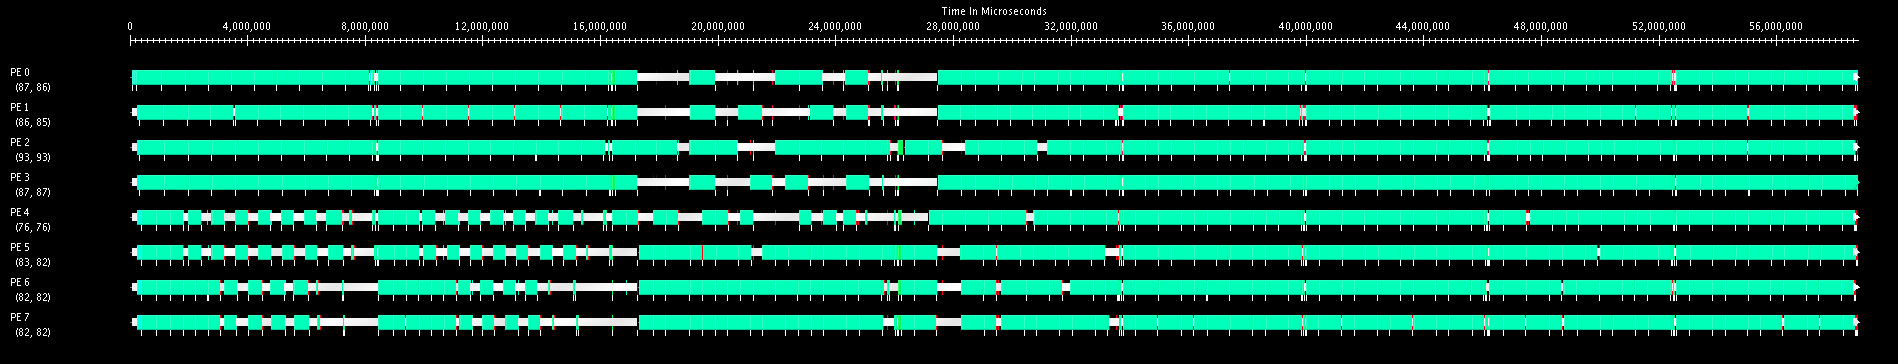 Time In Microseconds
0 4,000,000 8,000,000 12,000,000 16,000,000 20,000,000 24,000,000 28,000,000 32,000,000 36,000,000 40,000,000 44,000,000 48,000,000 52,000,000 56,000,000
PE 0
(87, 86)
PE 1
(86, 85)
PE 2
(93, 93)
PE 3
(87, 87)
PE 4
(76, 76)
PE 5
(83, 82)
PE 6
(82, 82)
PE 7
(82, 82)